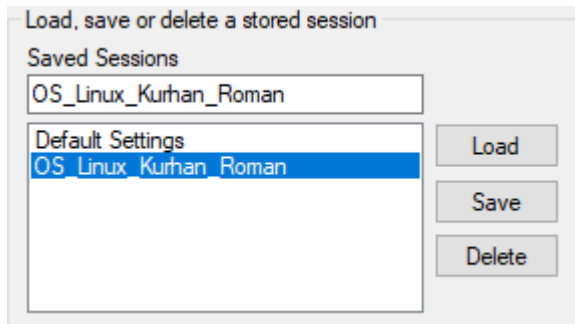 Load, save or delete a stored session
Saved Sessions
OS_Linux_Kurhan_Roman
Default Settings
OS_Linux_Kurhan_Roman
Load
Save
Delete